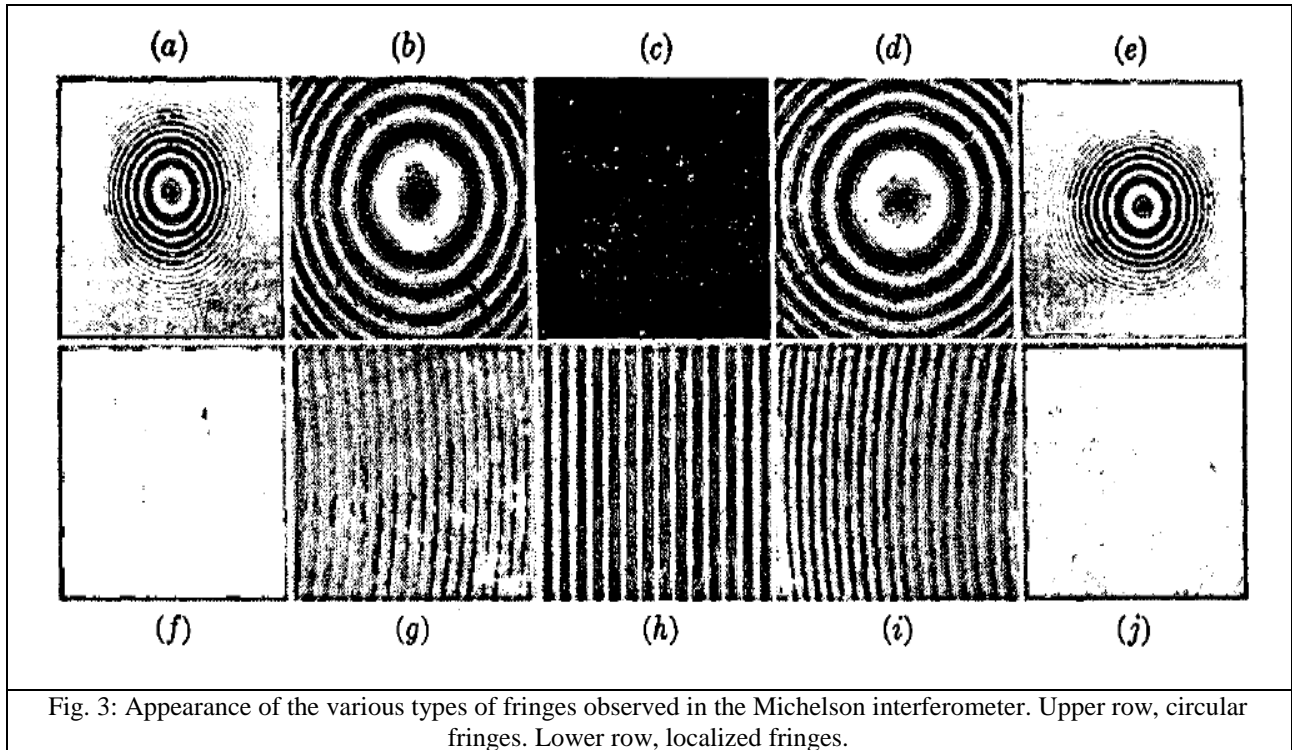 (a) (b) (c) (d) (e)
(f) (g) (h) (i) (j)
Fig. 3: Appearance of the various types of fringes observed in the Michelson interferometer. Upper row, circular
fringes. Lower row, localized fringes.